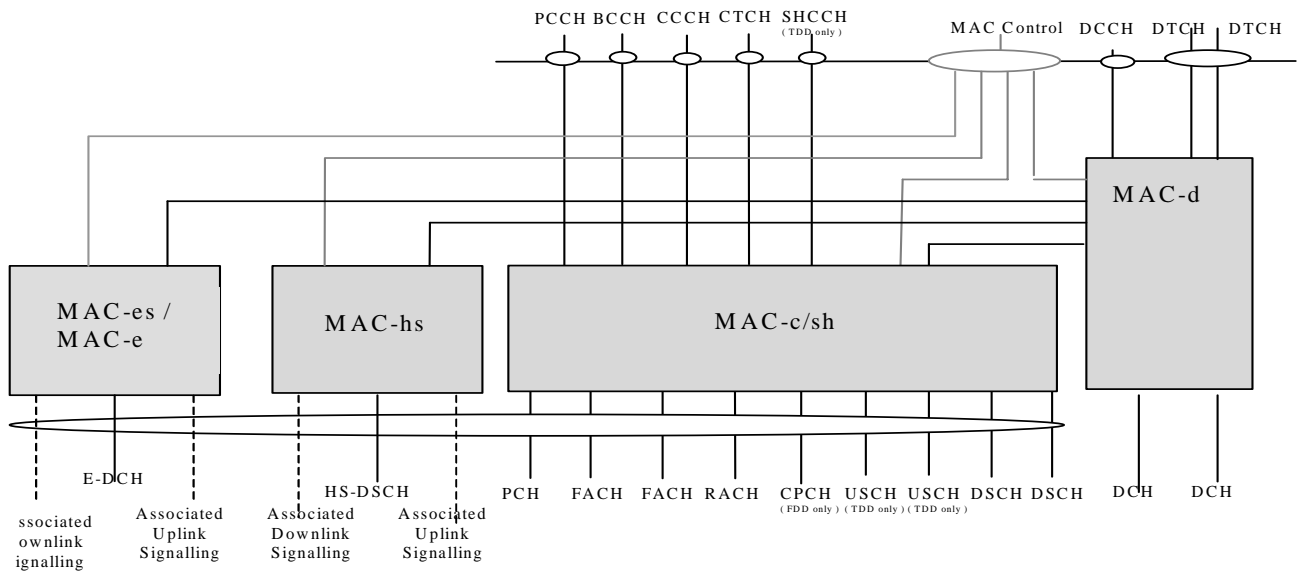 PCCH BCCH CCCH CTCH SHCCH
( TDD only )
MAC Control
DCCH DTCH DTCH
MAC-d
MAC-es /
MAC-e
MAC-hs
MAC-c/sh
E-DCH
HS-DSCH
PCH FACH FACH RACH CPCH USCH USCH DSCH DSCH
( FDD only ) ( TDD only ) ( TDD only )
DCH DCH
ssociated
ownlink
ignalling
Associated
Uplink
Signalling
Associated
Downlink
Signalling
Associated
Uplink
Signalling